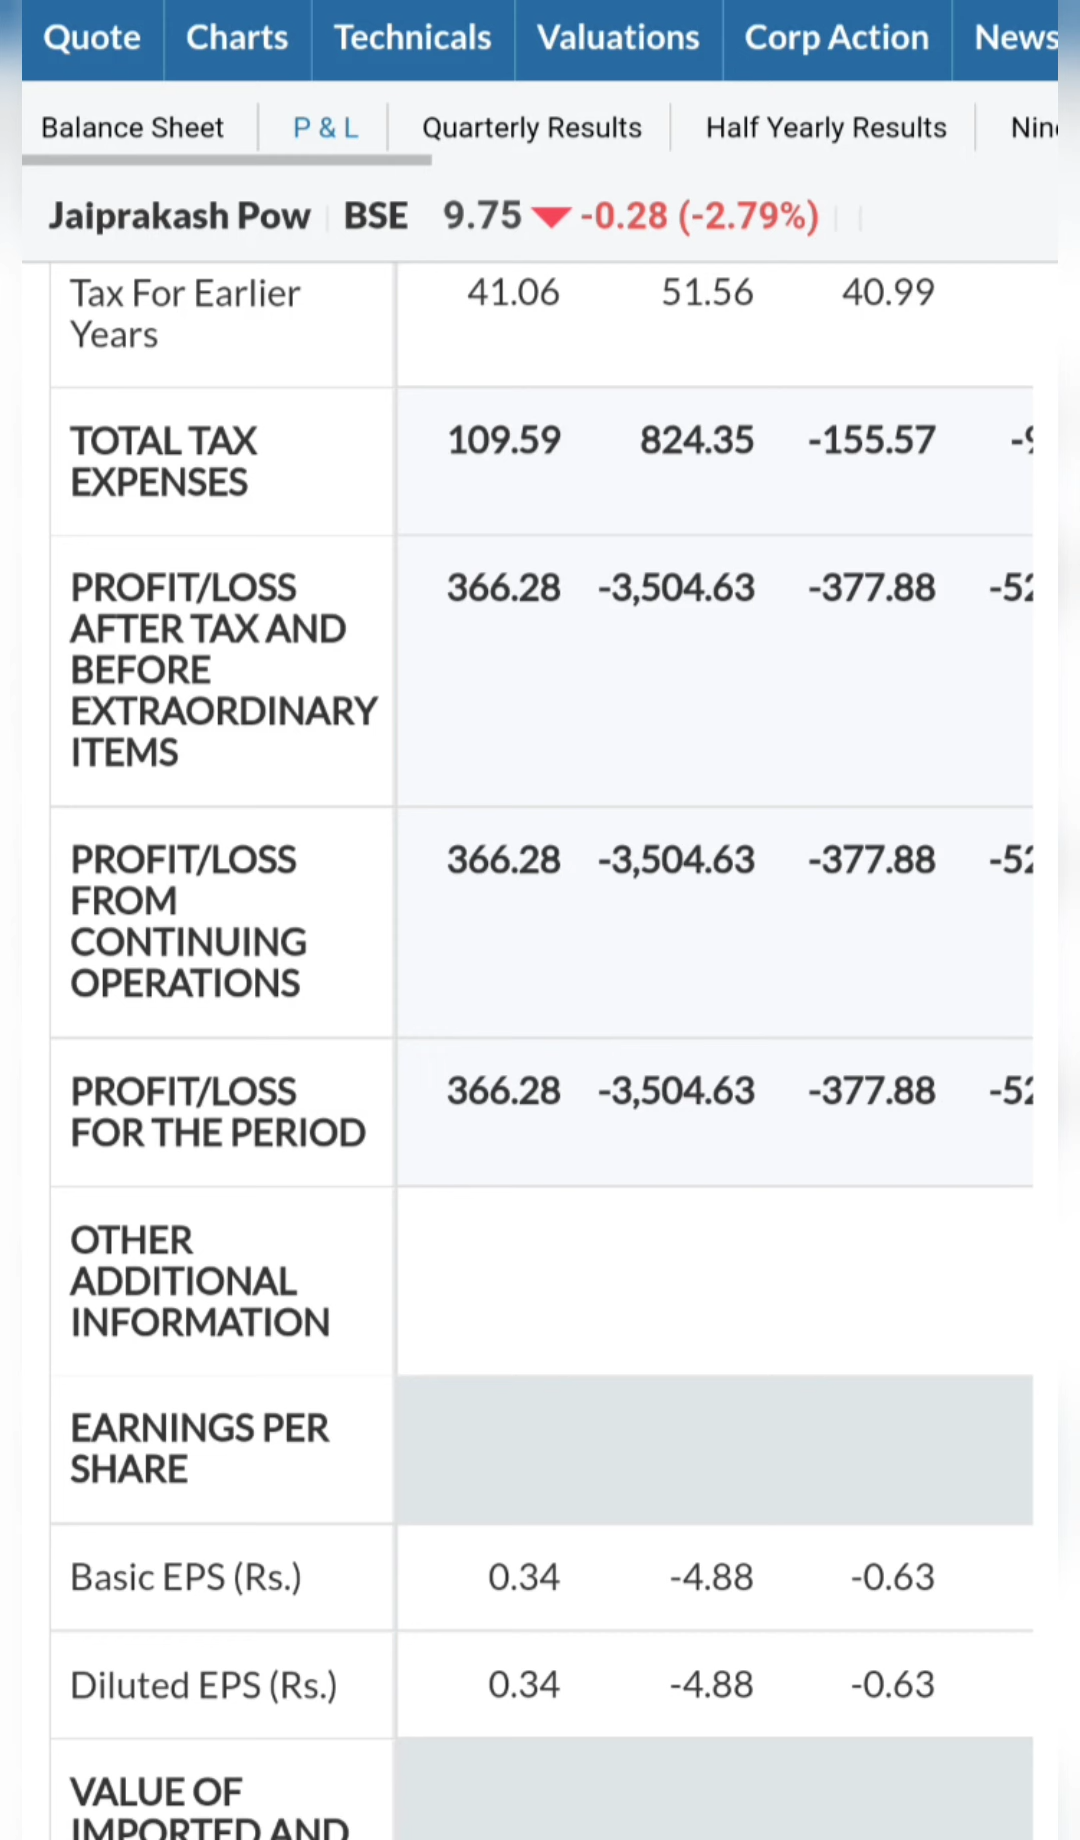 Quote Charts Technicals Valuations Corp Action News
Balance Sheet P & L Quarterly Results Half Yearly Results
Jaiprakash Pow BSE 9.75 -0.28 (-2.79%)
Tax For Earlier 41.06 51.56 40.99
Years
TOTAL TAX 109.59 824.35 -155.57
EXPENSES
PROFIT/LOSS 366.28 -3,504.63 -377.88 -52
AFTER TAX AND
BEFORE
EXTRAORDINARY
ITEMS
PROFIT/LOSS 366.28 -3,504.63 -377.88 -52
FROM
CONTINUING
OPERATIONS
PROFIT/LOSS 366.28 -3,504.63 -377.88 -52
FOR THE PERIOD
OTHER
ADDITIONAL
INFORMATION
EARNINGS PER
SHARE
Basic EPS (Rs.) 0.34 -4.88 -0.63
Diluted EPS (Rs.) 0.34 -4.88 -0.63
VALUE OF
IMPORTED AND